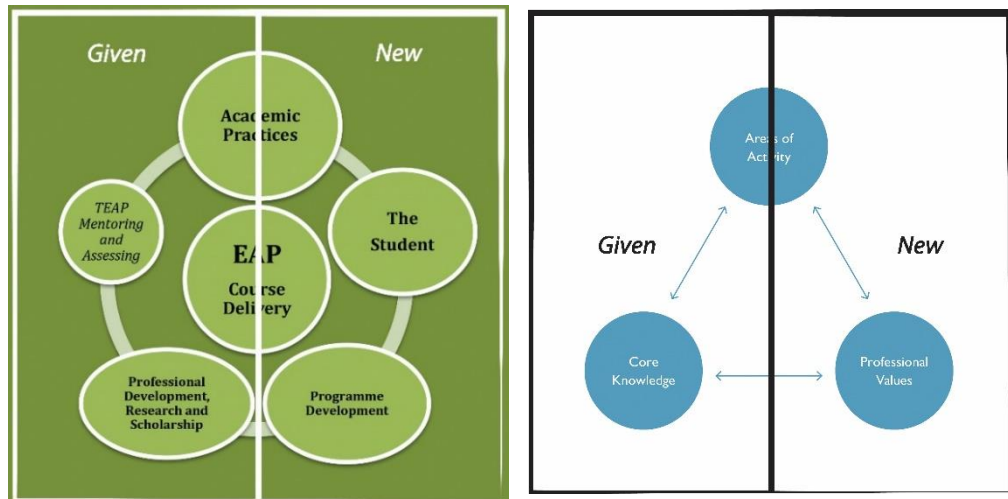 Given
New
Academic
Practices
TEAP
Mentoring
and
Assessing
The
Student
EAP
Course
Delivery
Professional
Development,
Research and
Scholarship
Programme
Development
Areas of
Activity
Given
New
Core
Knowledge
Professional
Values